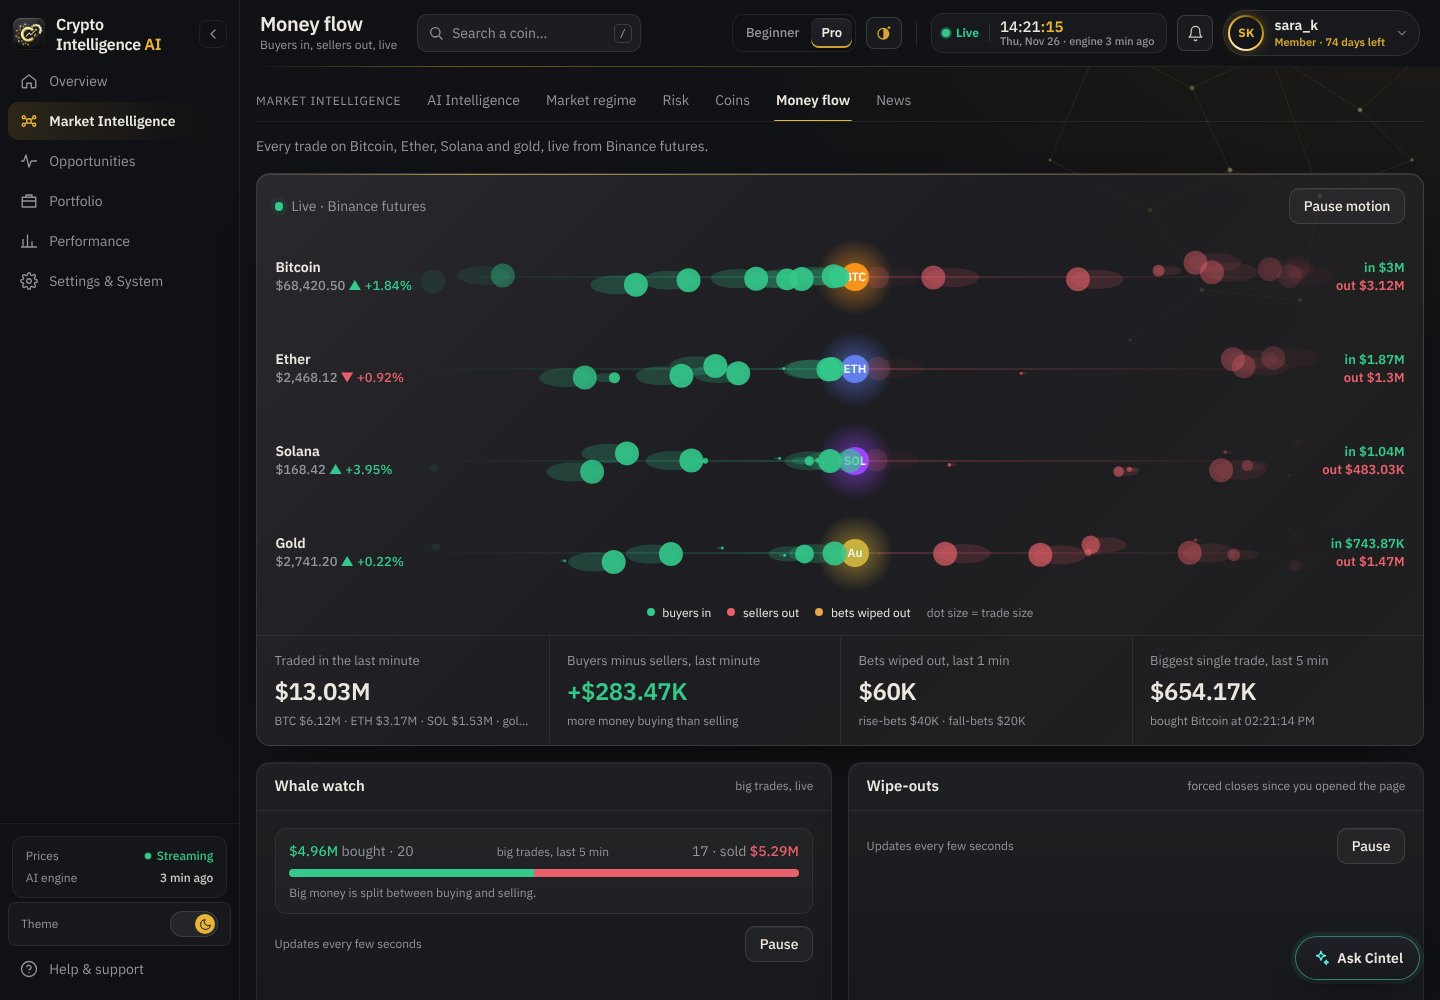 Crypto
Intelligence AI
Overview
Market Intelligence
Opportunities
Portfolio
Performance
Settings & System
Prices
Streaming
AI engine
3 min ago
Theme
Help & support
Money flow
Buyers in, sellers out, live
Search a coin...
/
Beginner
Pro
Live
14:21:15
Thu, Nov 26 · engine 3 min ago
SK
sara_k
Member · 74 days left
MARKET INTELLIGENCE
AI Intelligence
Market regime
Risk
Coins
Money flow
News
Every trade on Bitcoin, Ether, Solana and gold, live from Binance futures.
Live · Binance futures
Pause motion
Bitcoin
$68,420.50 ▲ +1.84%
BTC
in $3M
out $3.12M
Ether
$2,468.12 ▼ +0.92%
ETH
in $1.87M
out $1.3M
Solana
$168.42 ▲ +3.95%
SOL
in $1.04M
out $483.03K
Gold
$2,741.20 ▲ +0.22%
Au
in $743.87K
out $1.47M
buyers in
sellers out
bets wiped out
dot size = trade size
Traded in the last minute
$13.03M
BTC $6.12M · ETH $3.17M · SOL $1.53M · gol...
Buyers minus sellers, last minute
+$283.47K
more money buying than selling
Bets wiped out, last 1 min
$60K
rise-bets $40K · fall-bets $20K
Biggest single trade, last 5 min
$654.17K
bought Bitcoin at 02:21:14 PM
Whale watch
big trades, live
$4.96M bought · 20
big trades, last 5 min
17 · sold $5.29M
Big money is split between buying and selling.
Updates every few seconds
Pause
Wipe-outs
forced closes since you opened the page
Updates every few seconds
Pause
Ask Cintel